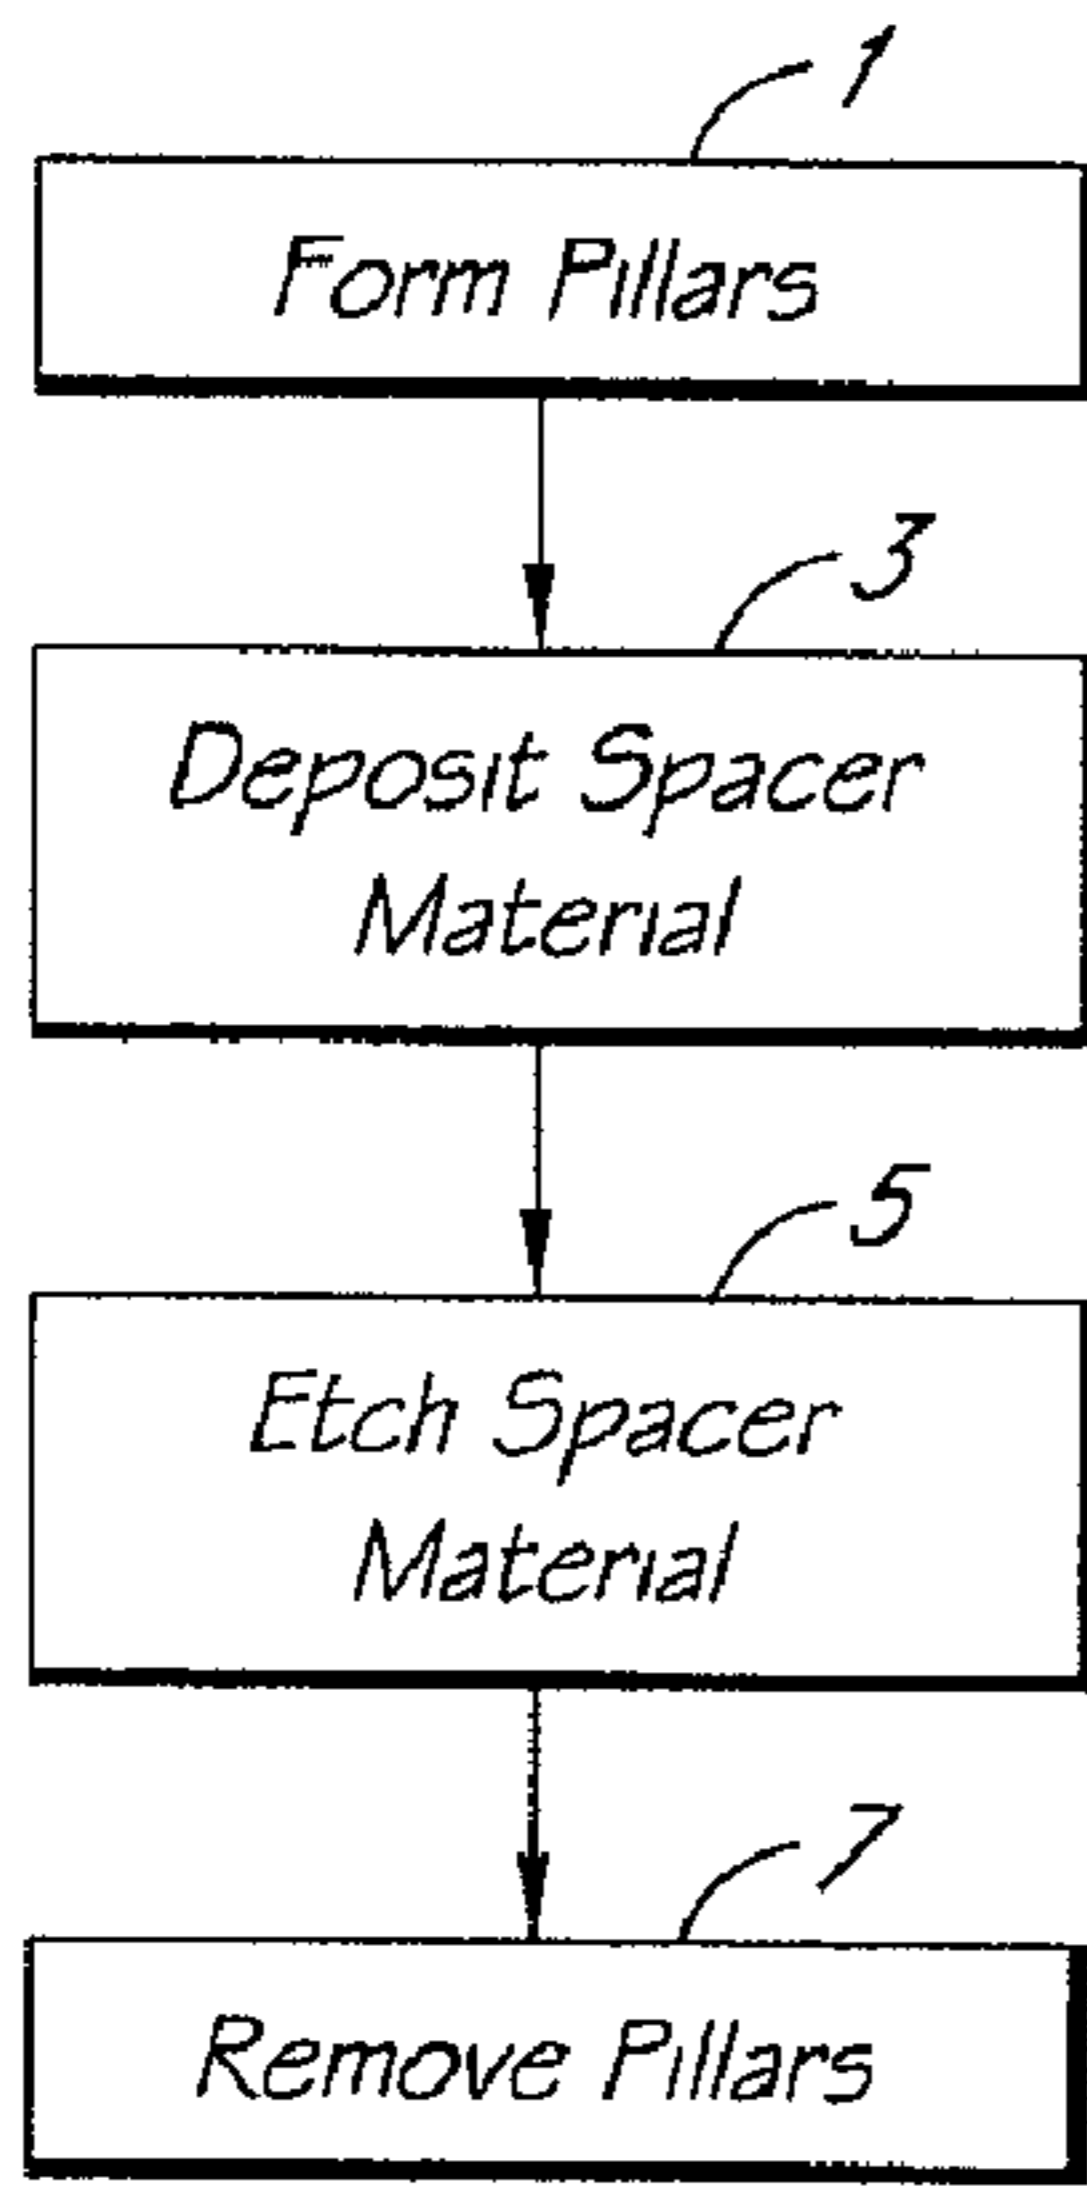 1
Form Pillars
3
Deposit Spacer
Material
5
Etch Spacer
Material
7
Remove Pillars